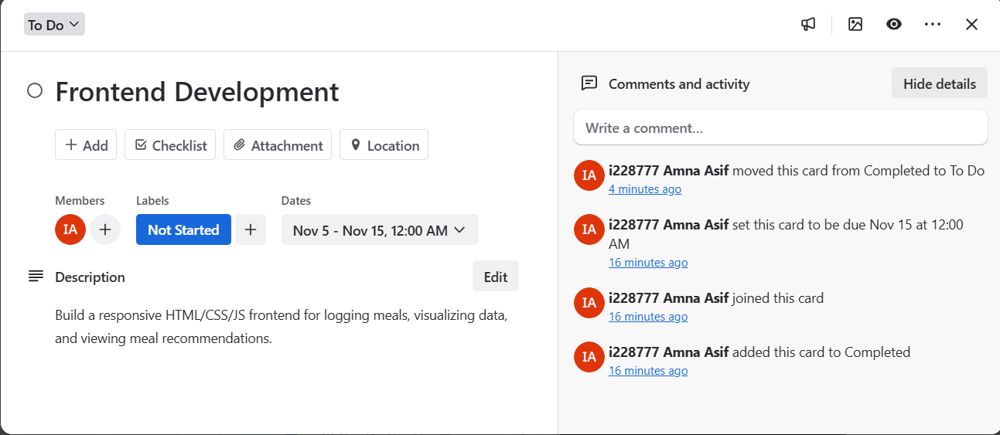 To Do
Frontend Development
Add
Checklist
Attachment
Location
Members
Labels
Dates
IA
Not Started
Nov 5 - Nov 15, 12:00 AM
Description
Edit
Build a responsive HTML/CSS/JS frontend for logging meals, visualizing data,
and viewing meal recommendations.
Comments and activity
Hide details
Write a comment…
IA
i228777 Amna Asif moved this card from Completed to To Do
4 minutes ago
IA
i228777 Amna Asif set this card to be due Nov 15 at 12:00
AM
16 minutes ago
IA
i228777 Amna Asif joined this card
16 minutes ago
IA
i228777 Amna Asif added this card to Completed
16 minutes ago